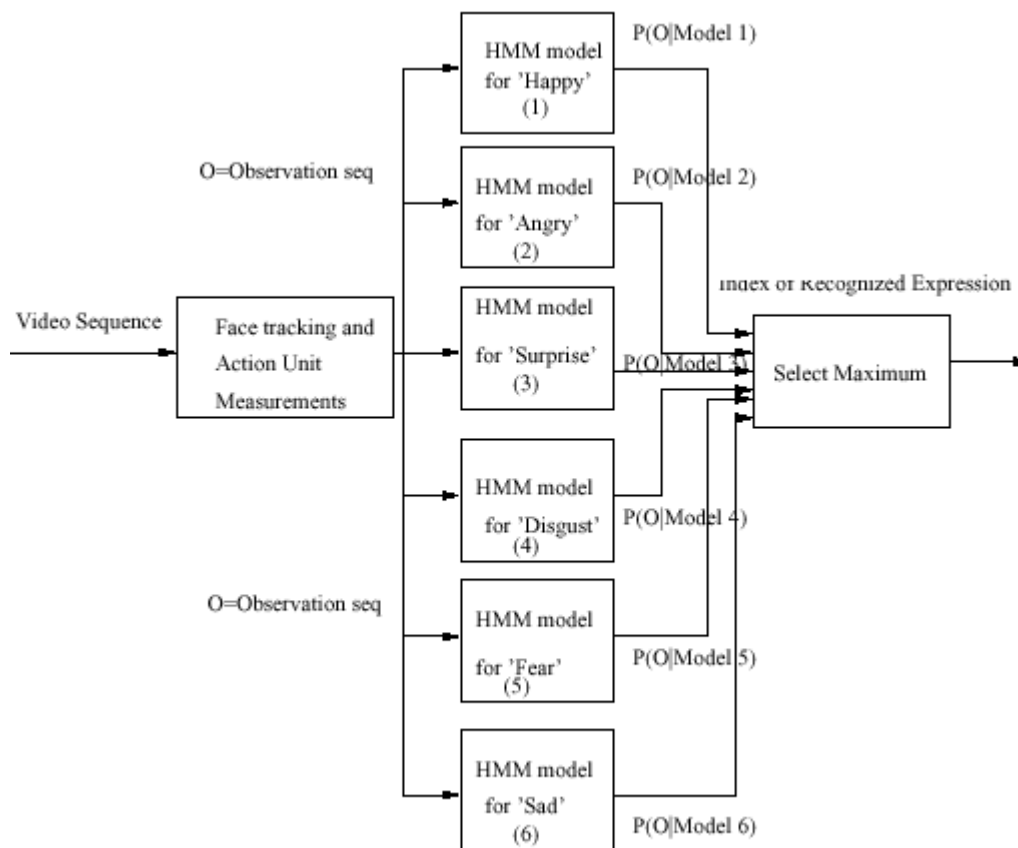 P(O|Model 1)
HMM model
for 'Happy'
(1)
O=Observation seq
HMM model
for 'Angry'
(2)
P(O|Model 2)
Index of Recognized Expression
Video Sequence
Face tracking and
Action Unit
Measurements
HMM model
for 'Surprise'
(3)
P(O|Model 3)
Select Maximum
HMM model
for 'Disgust'
(4)
P(O|Model 4)
O=Observation seq
HMM model
for 'Fear'
(5)
P(O|Model 5)
HMM model
for 'Sad'
(6)
P(O|Model 6)